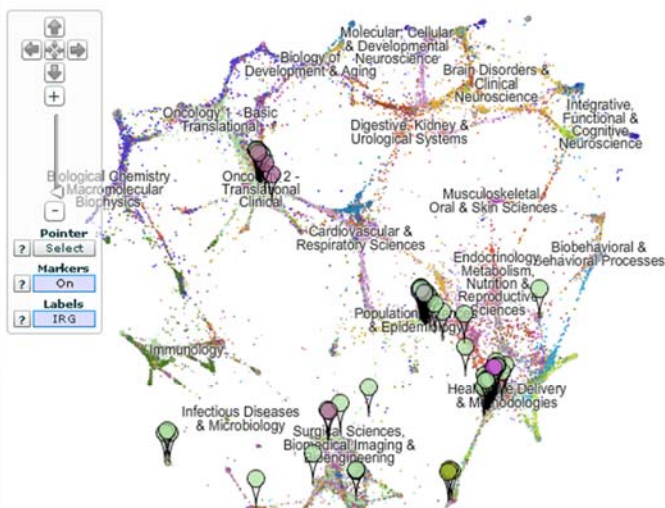 Molecular, Cellular
& Developmental
Neuroscience
Biology of
Development & Aging
Brain Disorders &
Clinical
Neuroscience
Integrative,
Functional &
Cognitive
Neuroscience
Oncology 1 - Basic
Translational
Digestive, Kidney &
Urological Systems
+
Biological Chemistry .
Macromolecular
Biophysics
Oncology 2 -
Translational
Clinical
Musculoskeletal,
Oral & Skin Sciences
-
Cardiovascular &
Respiratory Sciences
Pointer
? Select
Markers
? On
Labels
? IRG
Biobehavioral &
Behavioral Processes
Endocrinology,
Metabolism,
Nutrition &
Reproductive
Sciences
Population
& Epidemiology
Immunology
Delivery
& Methodologies
Infectious Diseases
& Microbiology
Surgical Sciences,
Biomedical Imaging &
Bioengineering